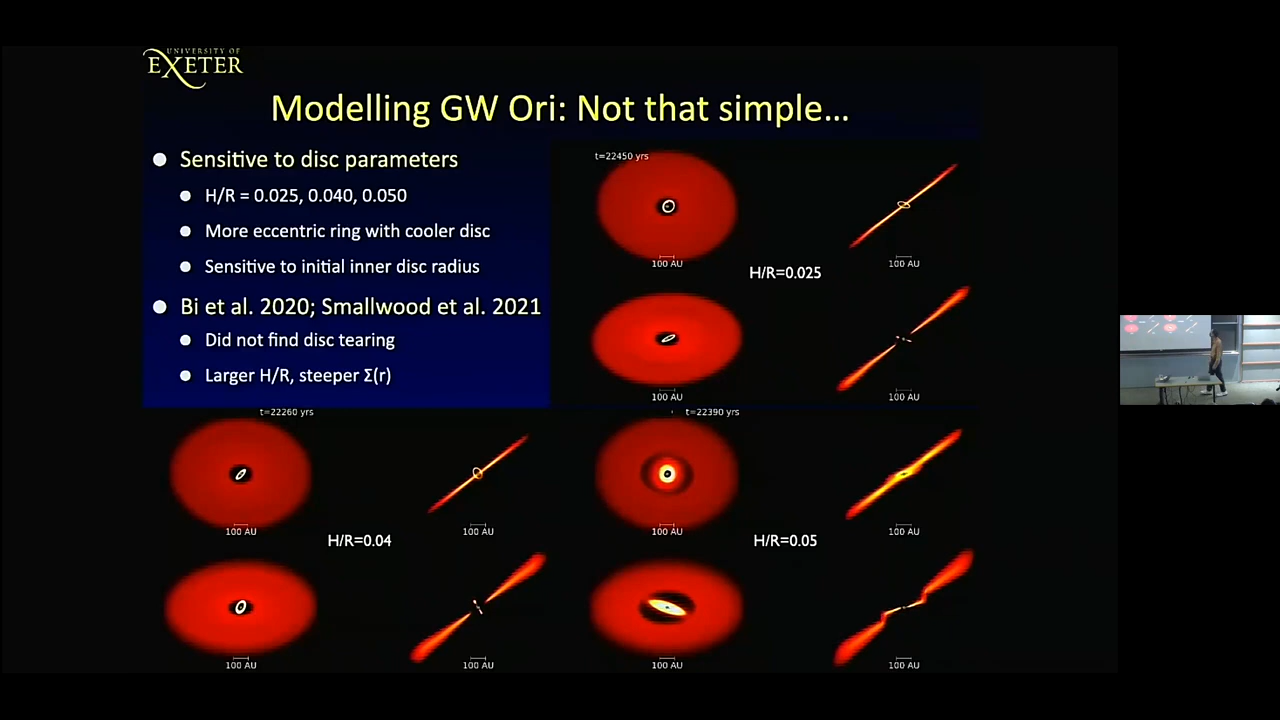 UNIVERSITY OF
EXETER
Modelling GW Ori: Not that simple...
Sensitive to disc parameters
H/R = 0.025, 0.040, 0.050
More eccentric ring with cooler disc
Sensitive to initial inner disc radius
Bi et al. 2020; Smallwood et al. 2021
Did not find disc tearing
Larger H/R, steeper Σ(r)
t=22450 yrs
100 AU
100 AU
H/R=0.025
100 AU
100 AU
t=22260 yrs
100 AU
100 AU
H/R=0.04
100 AU
100 AU
t=22390 yrs
100 AU
100 AU
H/R=0.05
100 AU
100 AU